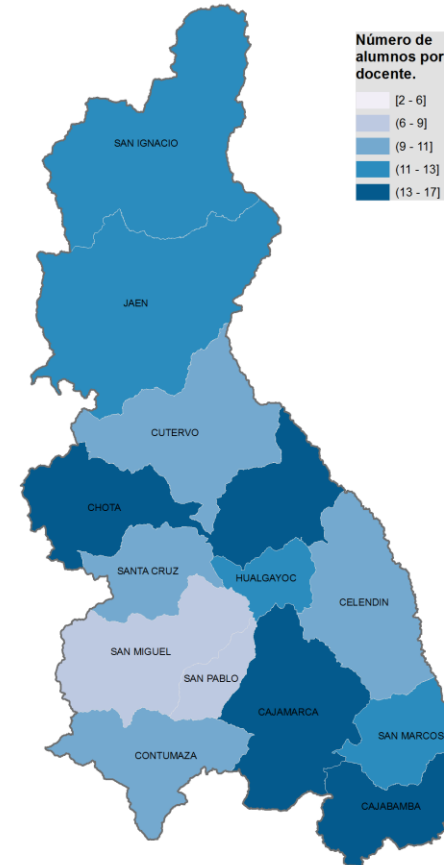 Número de
alumnos por
docente.
[2 - 6]
(6 - 9]
(9 - 11]
(11 - 13]
(13 - 17]
SAN IGNACIO
JAEN
CUTERVO
CHOTA
SANTA CRUZ
HUALGAYOC
CELENDIN
SAN MIGUEL
SAN PABLO
CAJAMARCA
SAN MARCOS
CONTUMAZA
CAJABAMBA